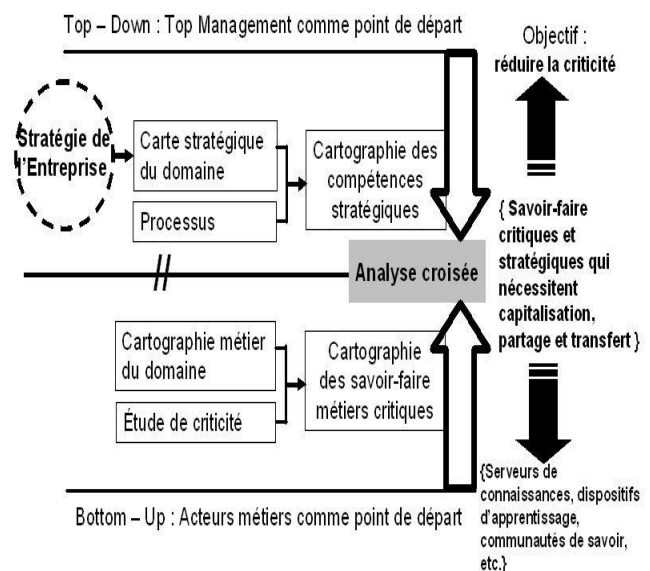 Top – Down : Top Management comme point de départ
Objectif :
réduire la criticité
Stratégie de
l'Entreprise
Carte stratégique
du domaine
Processus
Cartographie des
compétences
stratégiques
{ Savoir-faire
critiques et
stratégiques qui
nécessitent
capitalisation,
partage et transfert }
Analyse croisée
Cartographie métier
du domaine
Étude de criticité
Cartographie
des savoir-faire
métiers critiques
{Serveurs de
connaissances, dispositifs
d'apprentissage,
communautés de savoir,
etc.}
Bottom – Up : Acteurs métiers comme point de départ